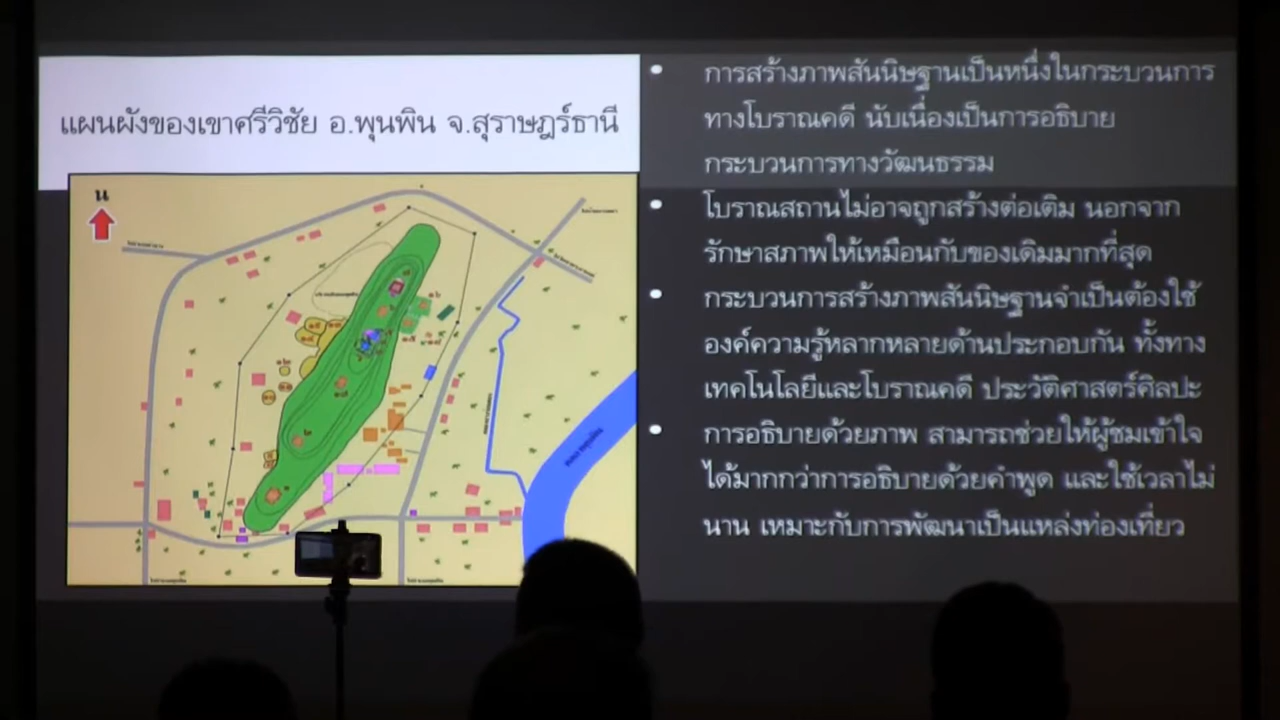 แผนผังของเขาศรีวิชัย อ.พุนพิน จ.สุราษฎร์ธานี
น
• การสร้างภาพสันนิษฐานเป็นหนึ่งในกระบวนการ
ทางโบราณคดี นับเนื่องเป็นการอธิบาย
กระบวนการทางวัฒนธรรม
• โบราณสถานไม่อาจถูกสร้างต่อเติม นอกจาก
รักษาสภาพให้เหมือนกับของเดิมมากที่สุด
• กระบวนการสร้างภาพสันนิษฐานจำเป็นต้องใช้
องค์ความรู้หลากหลายด้านประกอบกัน ทั้งทาง
เทคโนโลยีและโบราณคดี ประวัติศาสตร์ศิลปะ
• การอธิบายด้วยภาพ สามารถช่วยให้ผู้ชมเข้าใจ
ได้มากกว่าการอธิบายด้วยคำพูด และใช้เวลาไม่
นาน เหมาะกับการพัฒนาเป็นแหล่งท่องเที่ยว